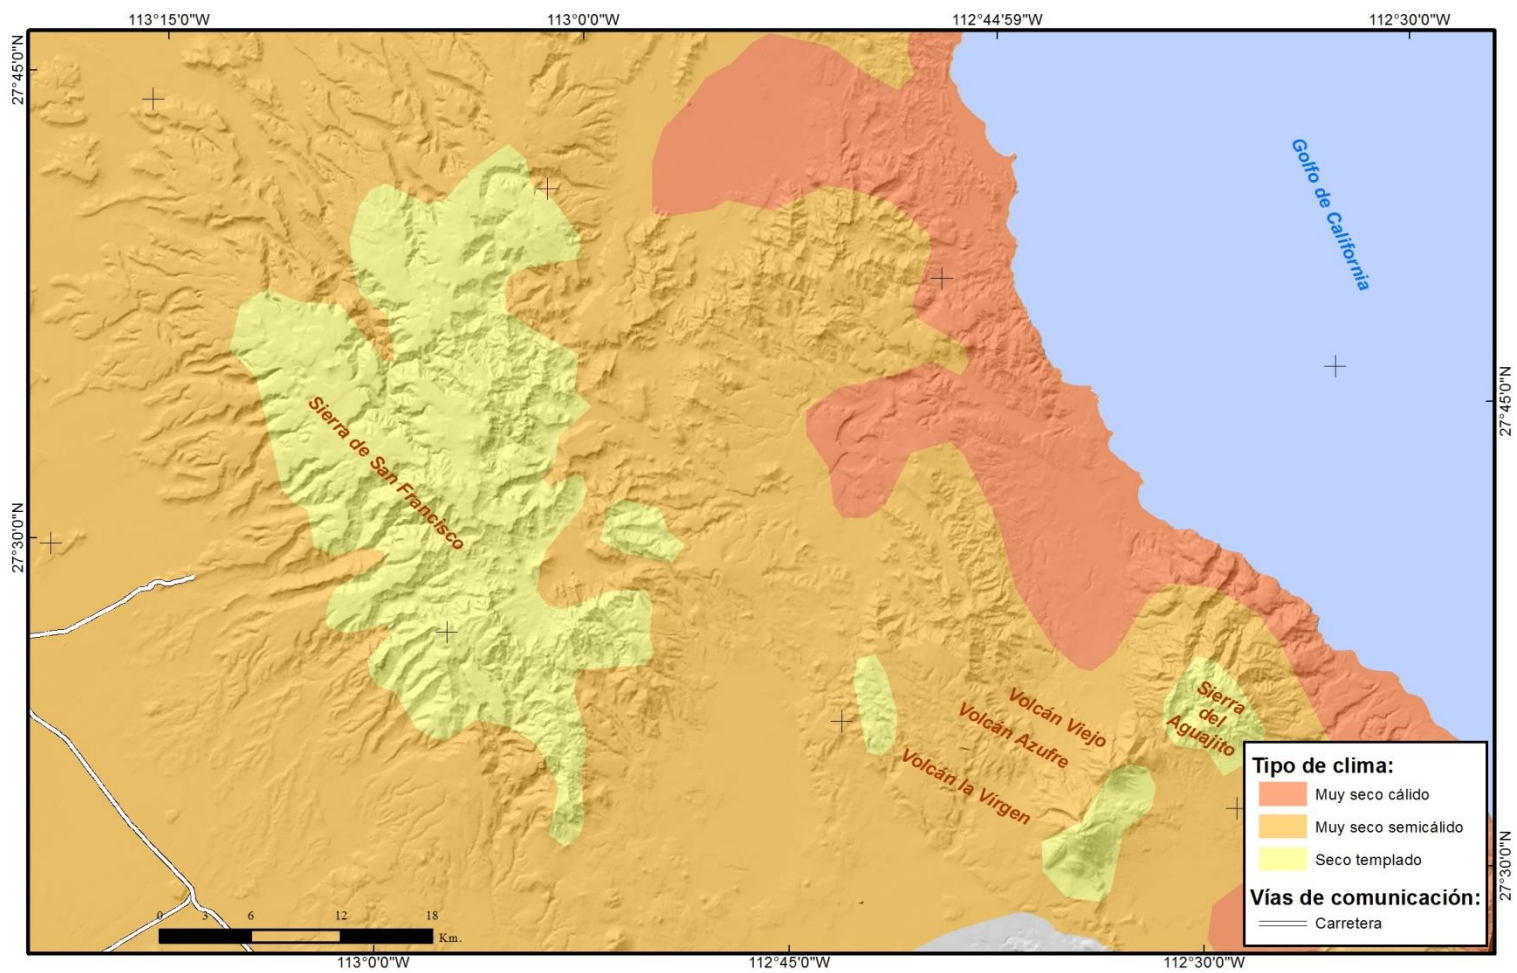 113°15'0"W
113°0'0"W
112°44'59"W
112°30'0"W
27°45'0"N
27°30'0"N
27°45'0"N
27°30'0"N
Golfo de California
Sierra de San Francisco
Volcán Viejo
Volcán Azufre
Volcán la Vírgen
Sierra
del
Aguajito
Tipo de clima:
Muy seco cálido
Muy seco semicálido
Seco templado
Vías de comunicación:
Carretera
0 3 6 12 18
Km.
113°0'0"W
112°45'0"W
112°30'0"W